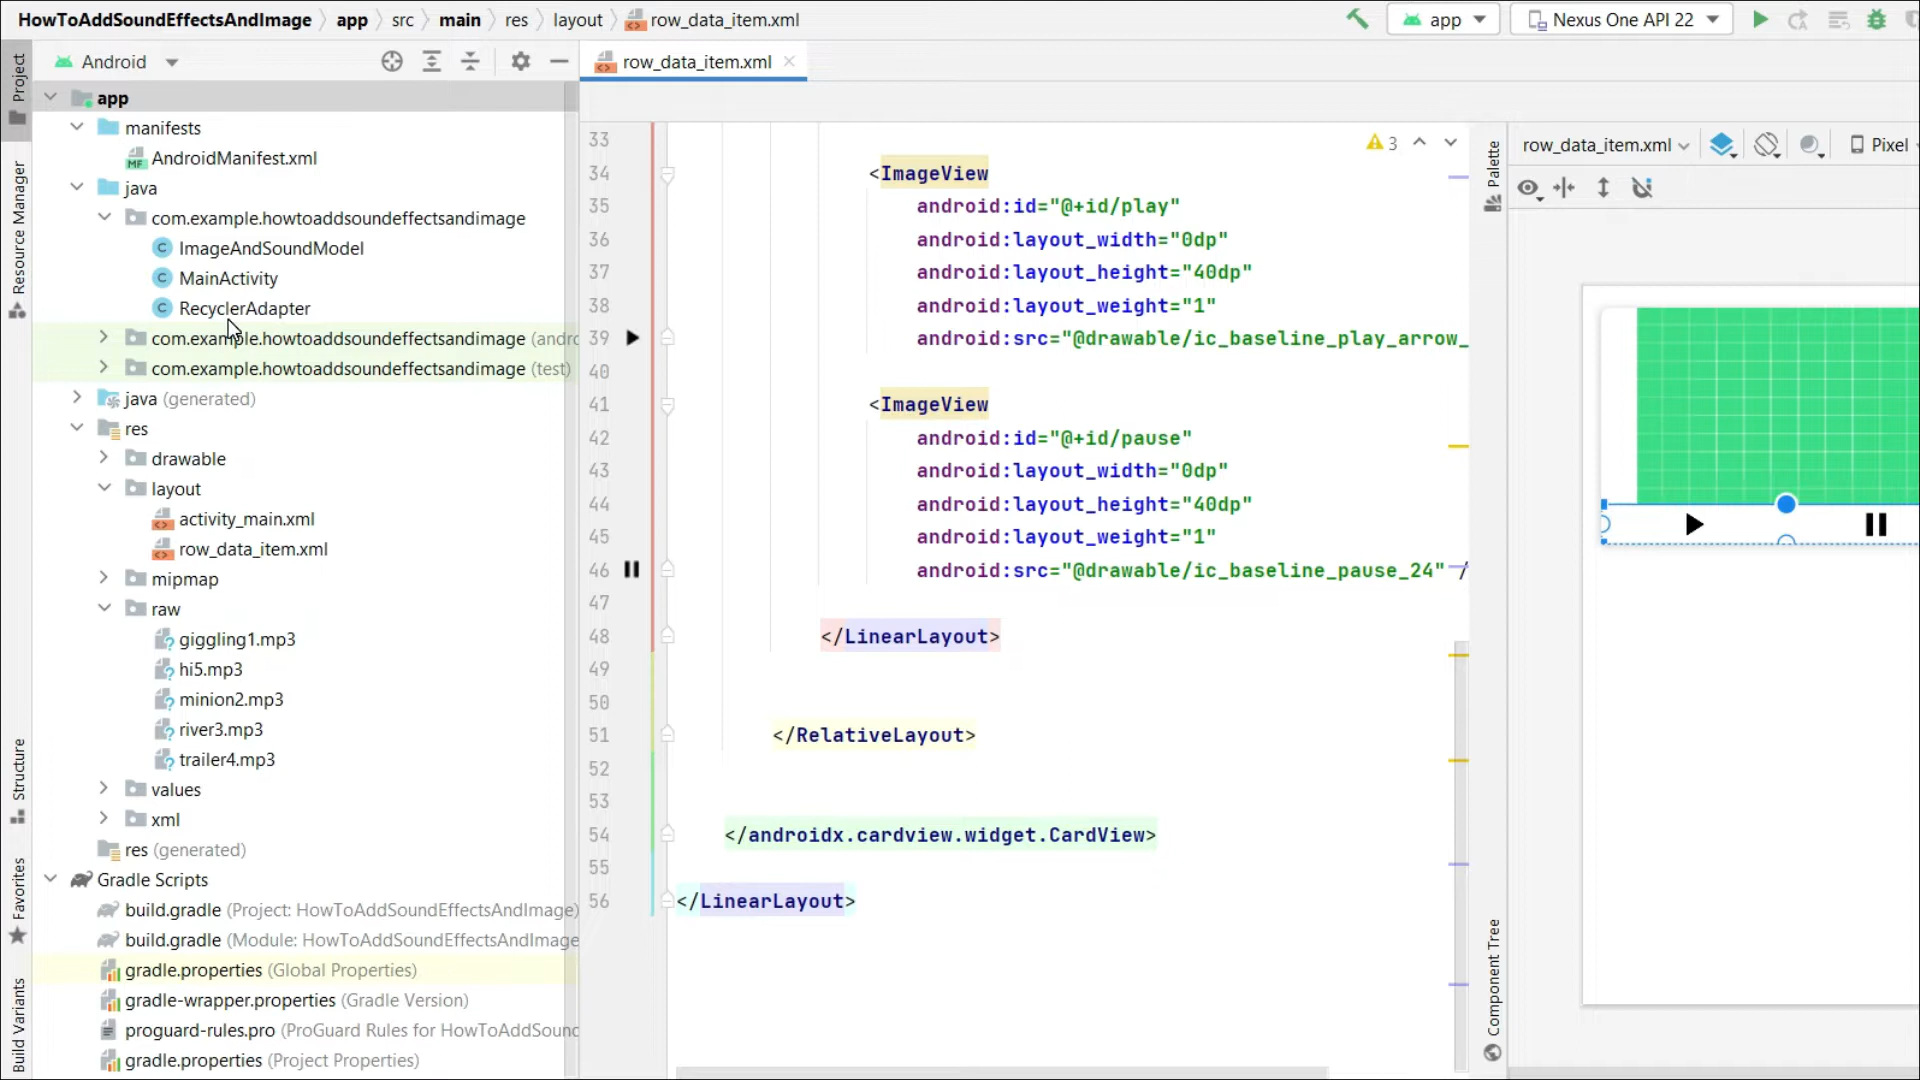 HowToAddSoundEffectsAndImage app src main res layout row_data_item.xml app Nexus One API 22
Project
Android
row_data_item.xml
app
manifests
MF AndroidManifest.xml
java
com.example.howtoaddsoundeffectsandimage
C ImageAndSoundModel
C MainActivity
C RecyclerAdapter
com.example.howtoaddsoundeffectsandimage (andro
com.example.howtoaddsoundeffectsandimage (test)
java (generated)
res
drawable
layout
activity_main.xml
row_data_item.xml
mipmap
raw
giggling1.mp3
hi5.mp3
minion2.mp3
river3.mp3
trailer4.mp3
values
xml
res (generated)
Gradle Scripts
build.gradle (Project: HowToAddSoundEffectsAndImage)
build.gradle (Module: HowToAddSoundEffectsAndImage
gradle.properties (Global Properties)
gradle-wrapper.properties (Gradle Version)
proguard-rules.pro (ProGuard Rules for HowToAddSound
gradle.properties (Project Properties)
Resource Manager
Structure
Favorites
Build Variants
3
33
34 <ImageView
35 android:id="@+id/play"
36 android:layout_width="0dp"
37 android:layout_height="40dp"
38 android:layout_weight="1"
39 android:src="@drawable/ic_baseline_play_arrow_
40
41 <ImageView
42 android:id="@+id/pause"
43 android:layout_width="0dp"
44 android:layout_height="40dp"
45 android:layout_weight="1"
46 android:src="@drawable/ic_baseline_pause_24" /
47
48 </LinearLayout>
49
50
51 </RelativeLayout>
52
53
54 </androidx.cardview.widget.CardView>
55
56 </LinearLayout>
Palette
Component Tree
row_data_item.xml Pixel